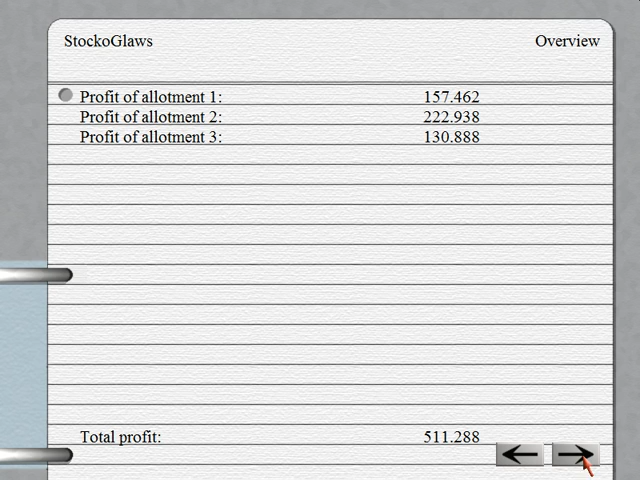 StockoGlaws Overview
Profit of allotment 1: 157.462
Profit of allotment 2: 222.938
Profit of allotment 3: 130.888
Total profit: 511.288